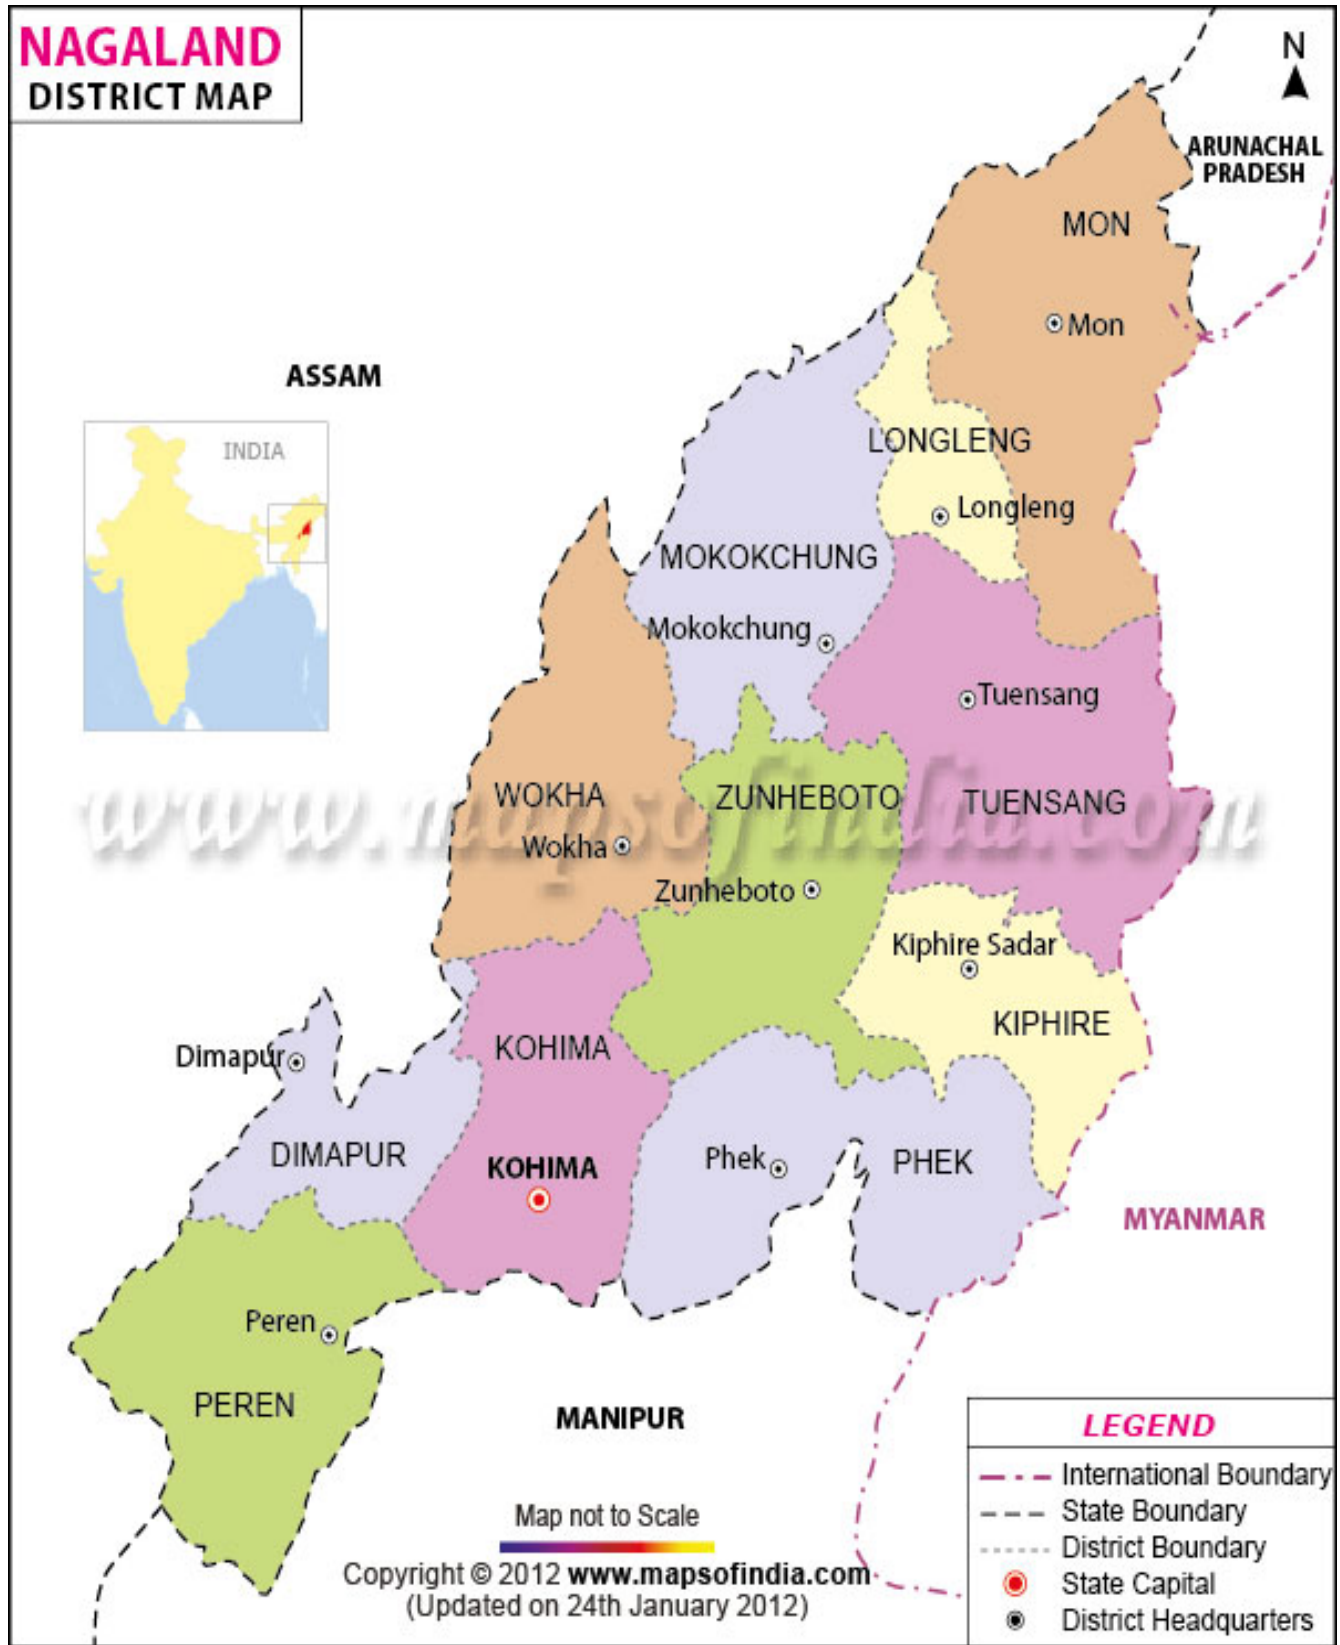 NAGALAND
DISTRICT MAP
N
ARUNACHAL
PRADESH
MON
Mon
ASSAM
INDIA
LONGLENG
Longleng
MOKOKCHUNG
Mokokchung
Tuensang
WOKHA
ZUNHEBOTO
TUENSANG
www.mapsofindia.com
Wokha
Zunheboto
Kiphire Sadar
KIPHIRE
KOHIMA
Dimapur
DIMAPUR
KOHIMA
Phek
PHEK
MYANMAR
Peren
PEREN
MANIPUR
LEGEND
International Boundary
State Boundary
District Boundary
State Capital
District Headquarters
Map not to Scale
Copyright © 2012 www.mapsofindia.com
(Updated on 24th January 2012)